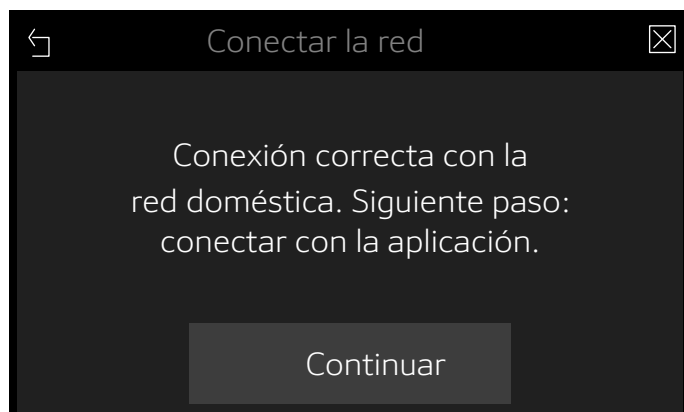 Conectar la red
Conexión correcta con la
red doméstica. Siguiente paso:
conectar con la aplicación.
Continuar